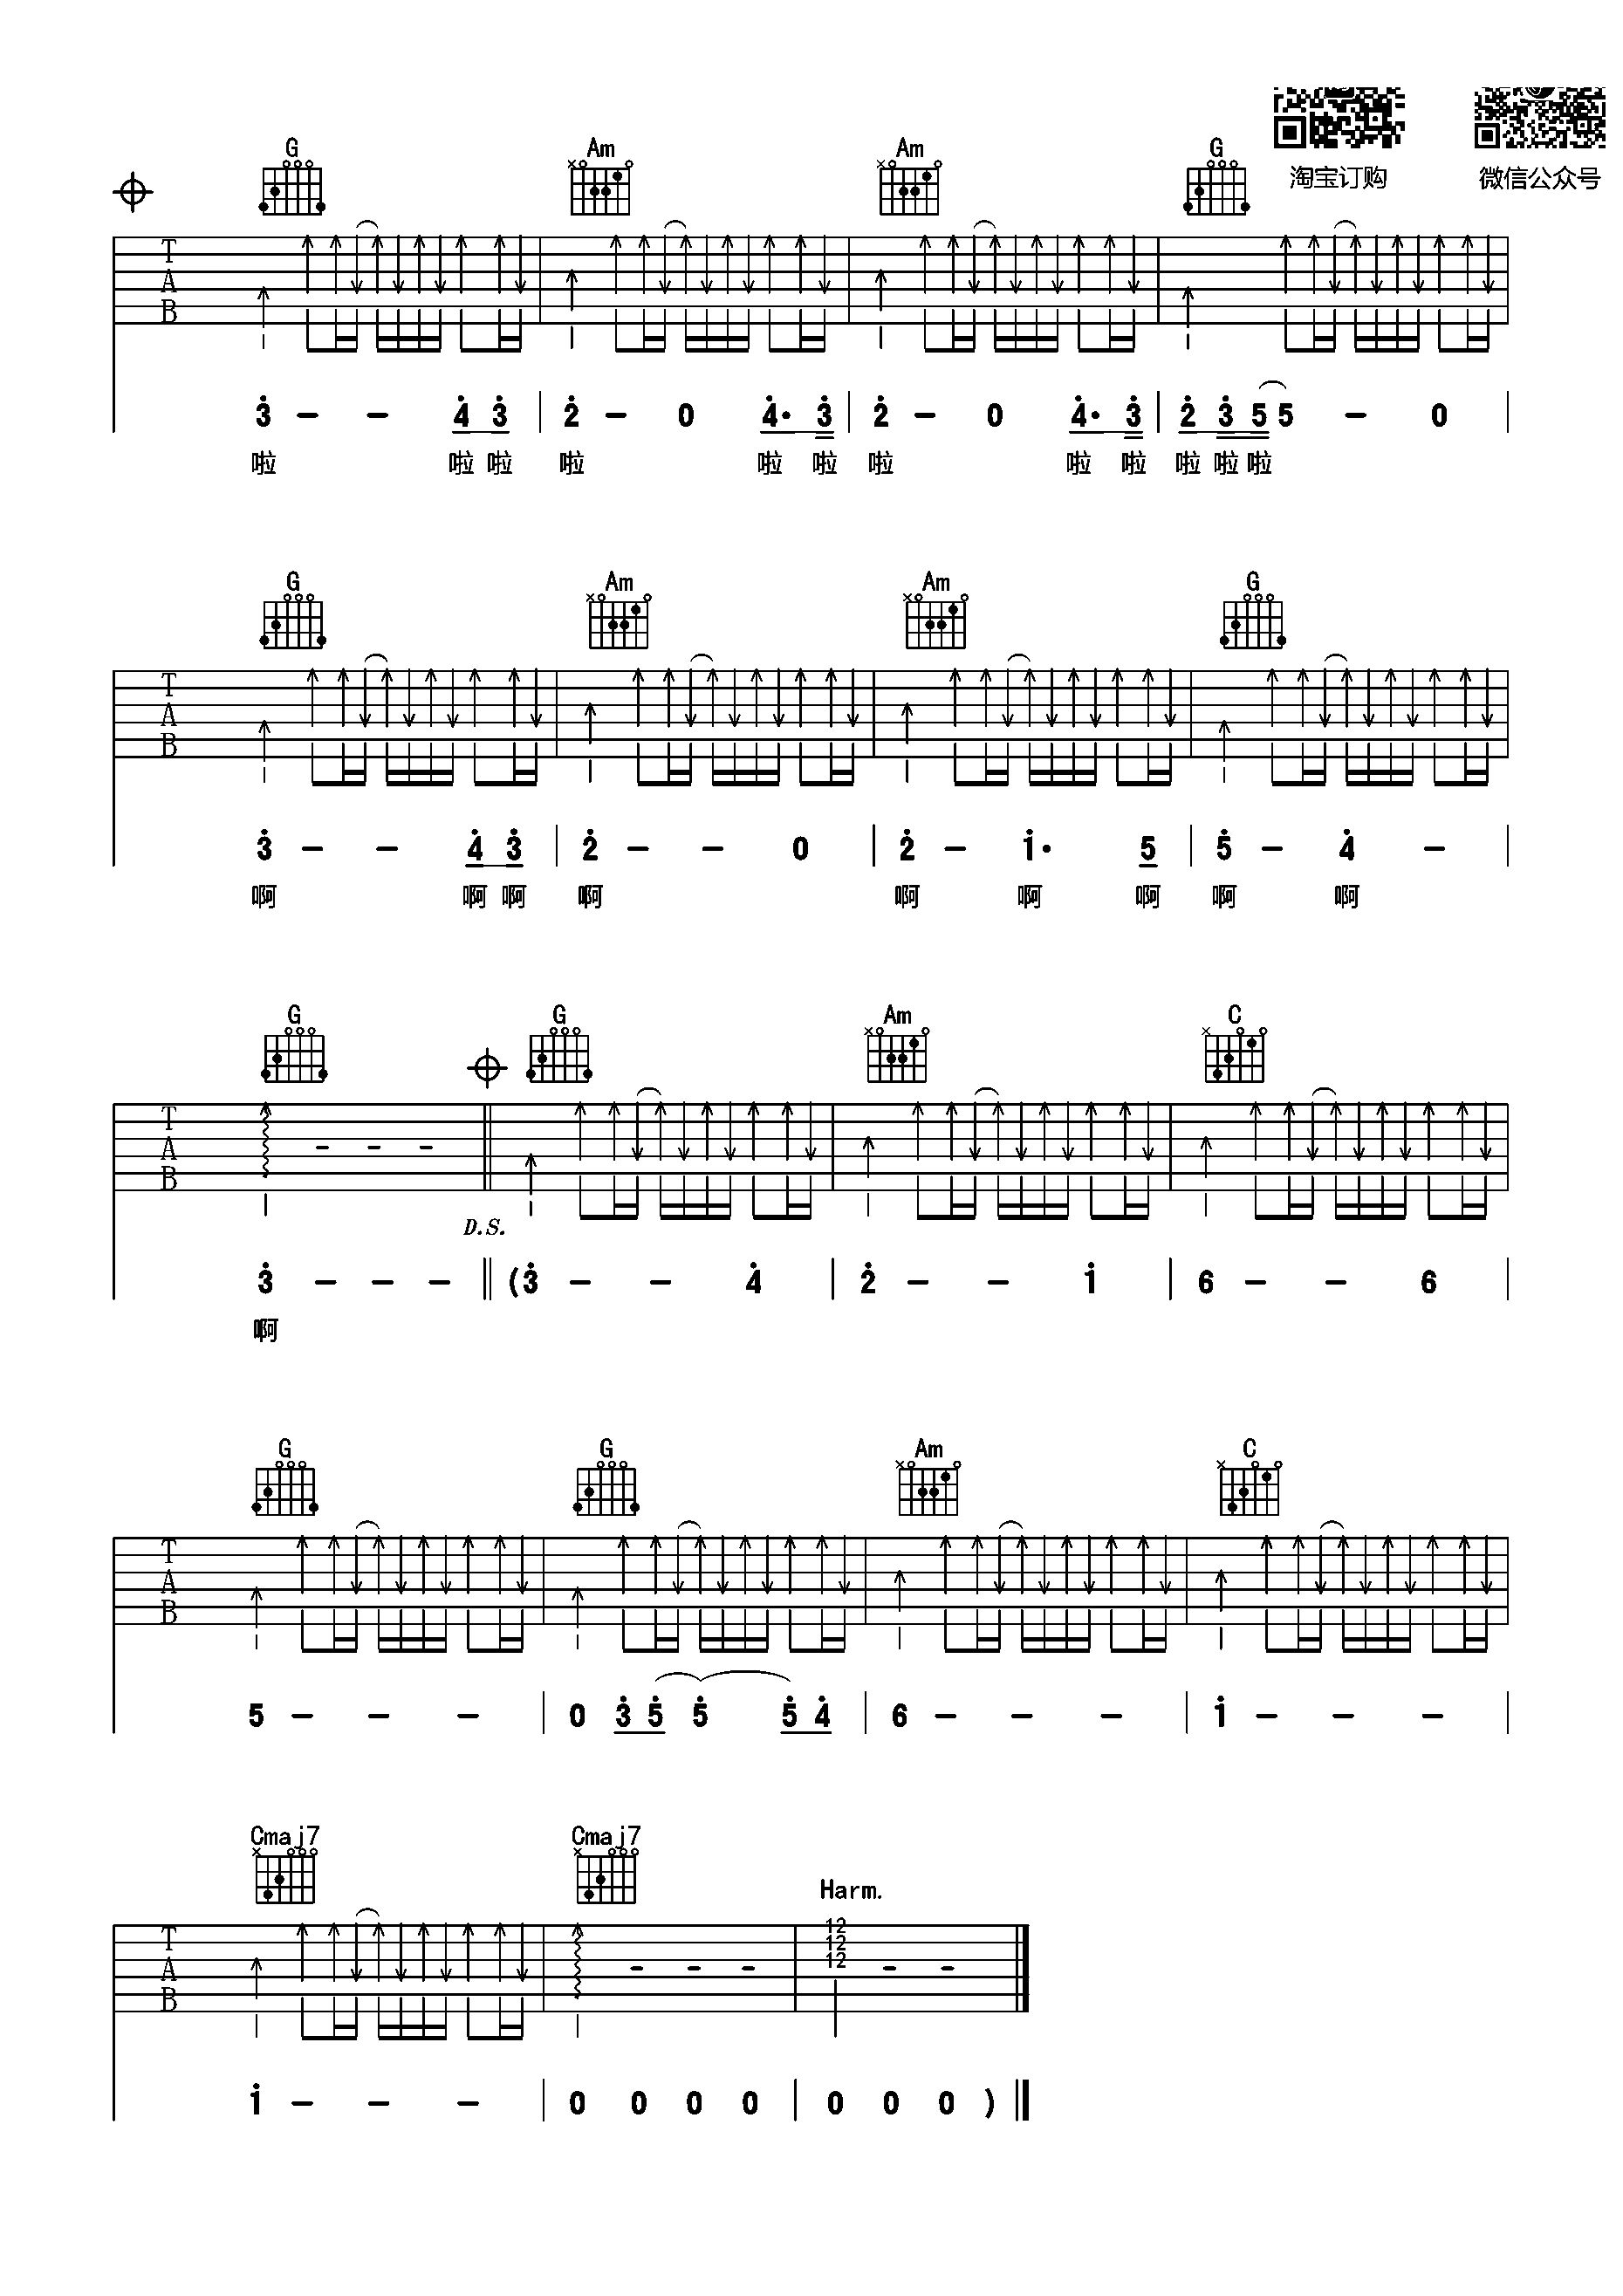 淘宝订购 微信公众号
G Am Am G
T
A
B
3 - - 4 3 | 2 - 0 4· 3 | 2 - 0 4· 3 | 2 3 5 5 - 0 |
啦 啦 啦 啦 啦 啦 啦 啦 啦 啦 啦 啦
G Am Am G
T
A
B
3 - - 4 3 | 2 - - 0 | 2 - 1· 5 | 5 - 4 - |
啊 啊 啊 啊 啊 啊 啊 啊 啊
G G Am C
T
A
B
- - -
D.S.
3 - - - || (3 - - 4 | 2 - - 1 | 6 - - 6 |
啊
G G Am C
T
A
B
5 - - - | 0 3 5 5 5 4 | 6 - - - | 1 - - - |
Cmaj7 Cmaj7 Harm.
T
A
B
- - -
12
12
12
- -
1 - - - | 0 0 0 0 | 0 0 0 )